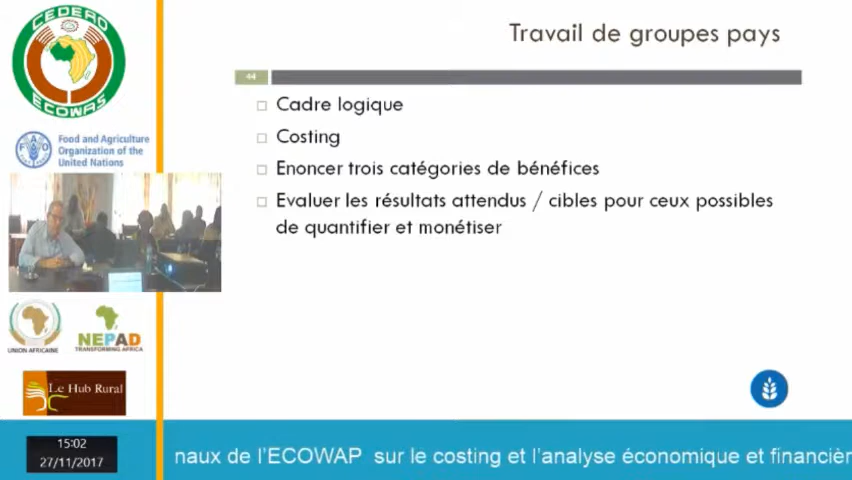 CEDEAO
ECOWAS
Travail de groupes pays
44
Cadre logique
Costing
Enoncer trois catégories de bénéfices
Evaluer les résultats attendus / cibles pour ceux possibles
de quantifier et monétiser
FAO
Food and Agriculture
Organization of the
United Nations
UNION AFRICAINE
NEPAD
TRANSFORMING AFRICA
Le Hub Rural
15:02
27/11/2017
naux de l'ECOWAP sur le costing et l'analyse économique et financièr